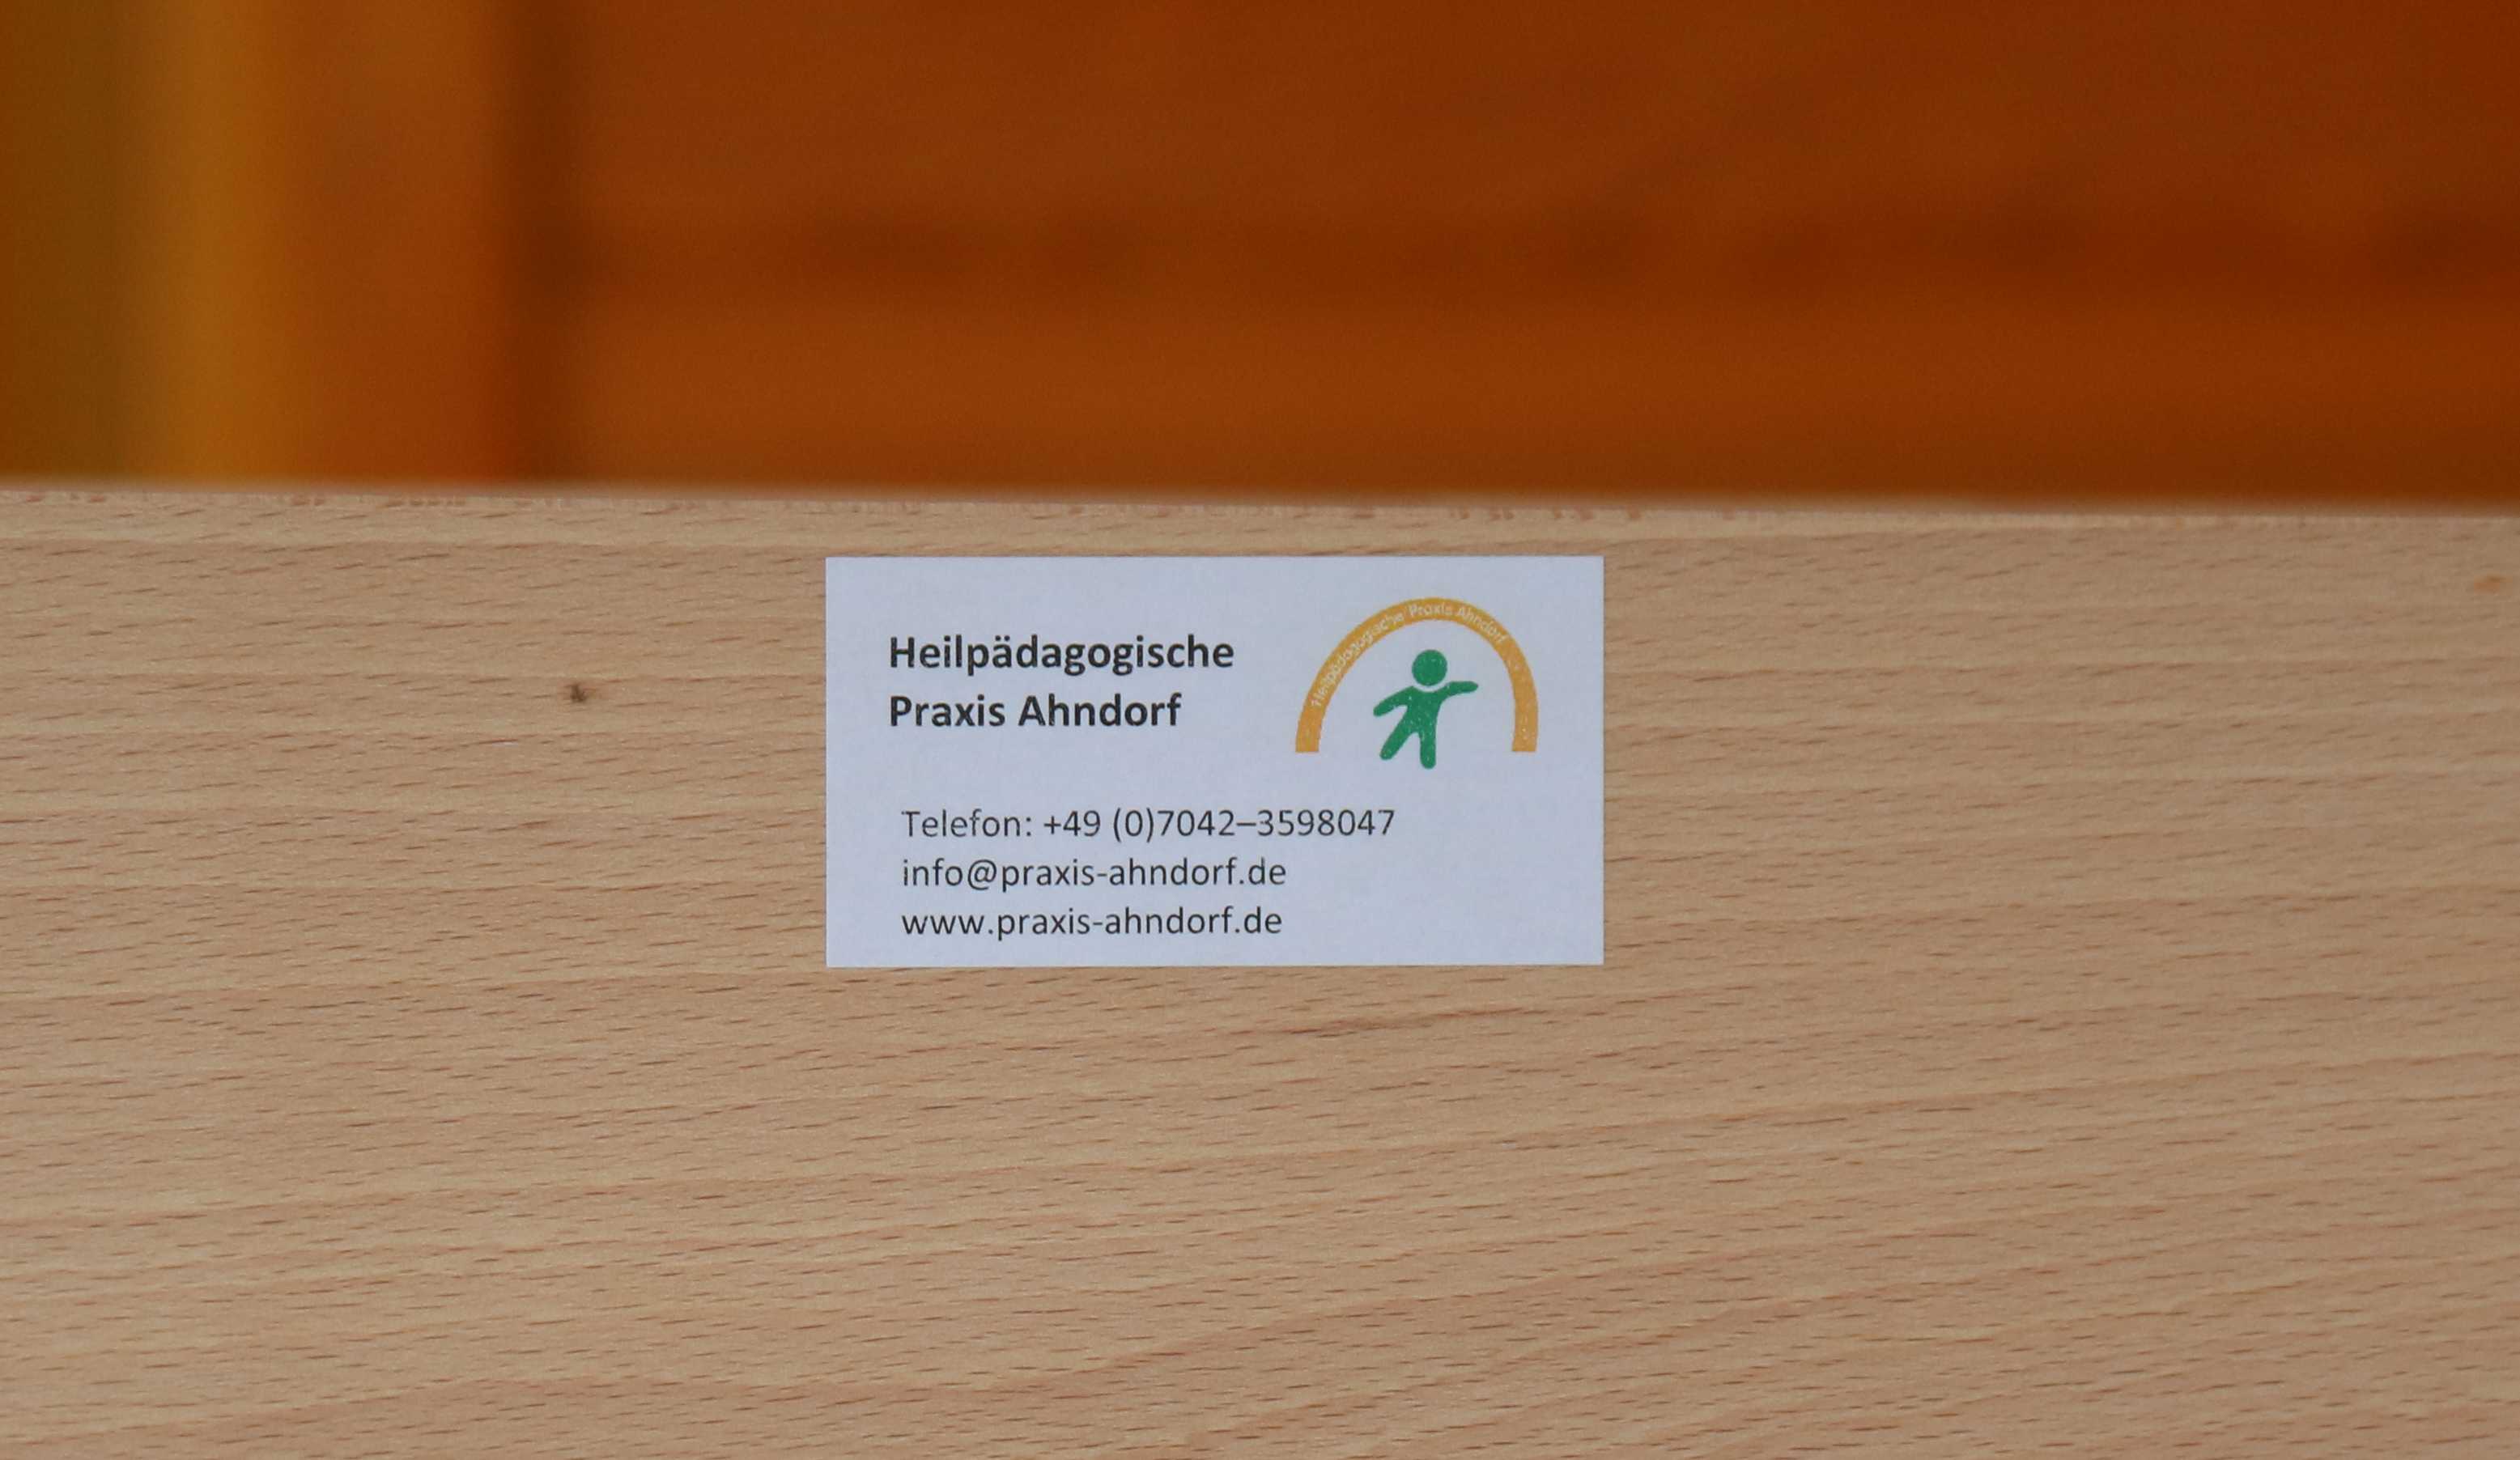 Heilpädagogische
Praxis Ahndorf
Heilpädagogische Praxis Ahndorf
Telefon: +49 (0)7042–3598047
info@praxis-ahndorf.de
www.praxis-ahndorf.de